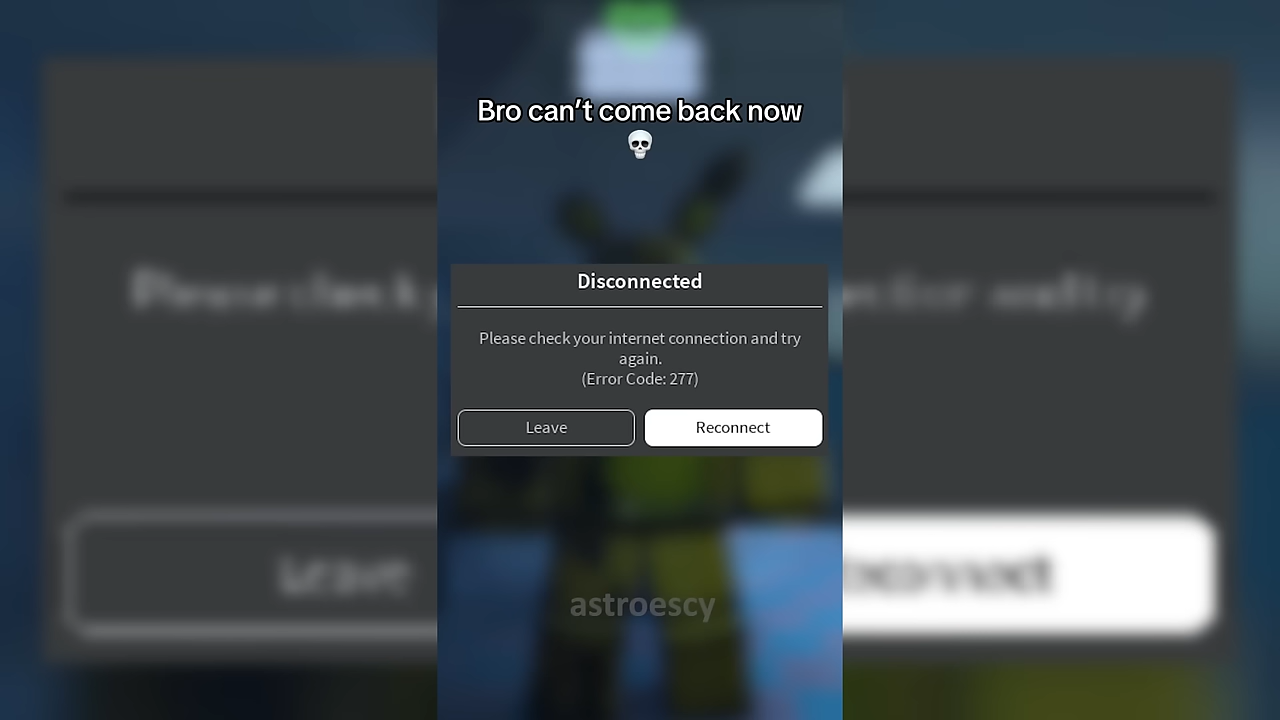 Bro can't come back now
💀
Disconnected
Please check your internet connection and try
again.
(Error Code: 277)
Leave
Reconnect
astroescy